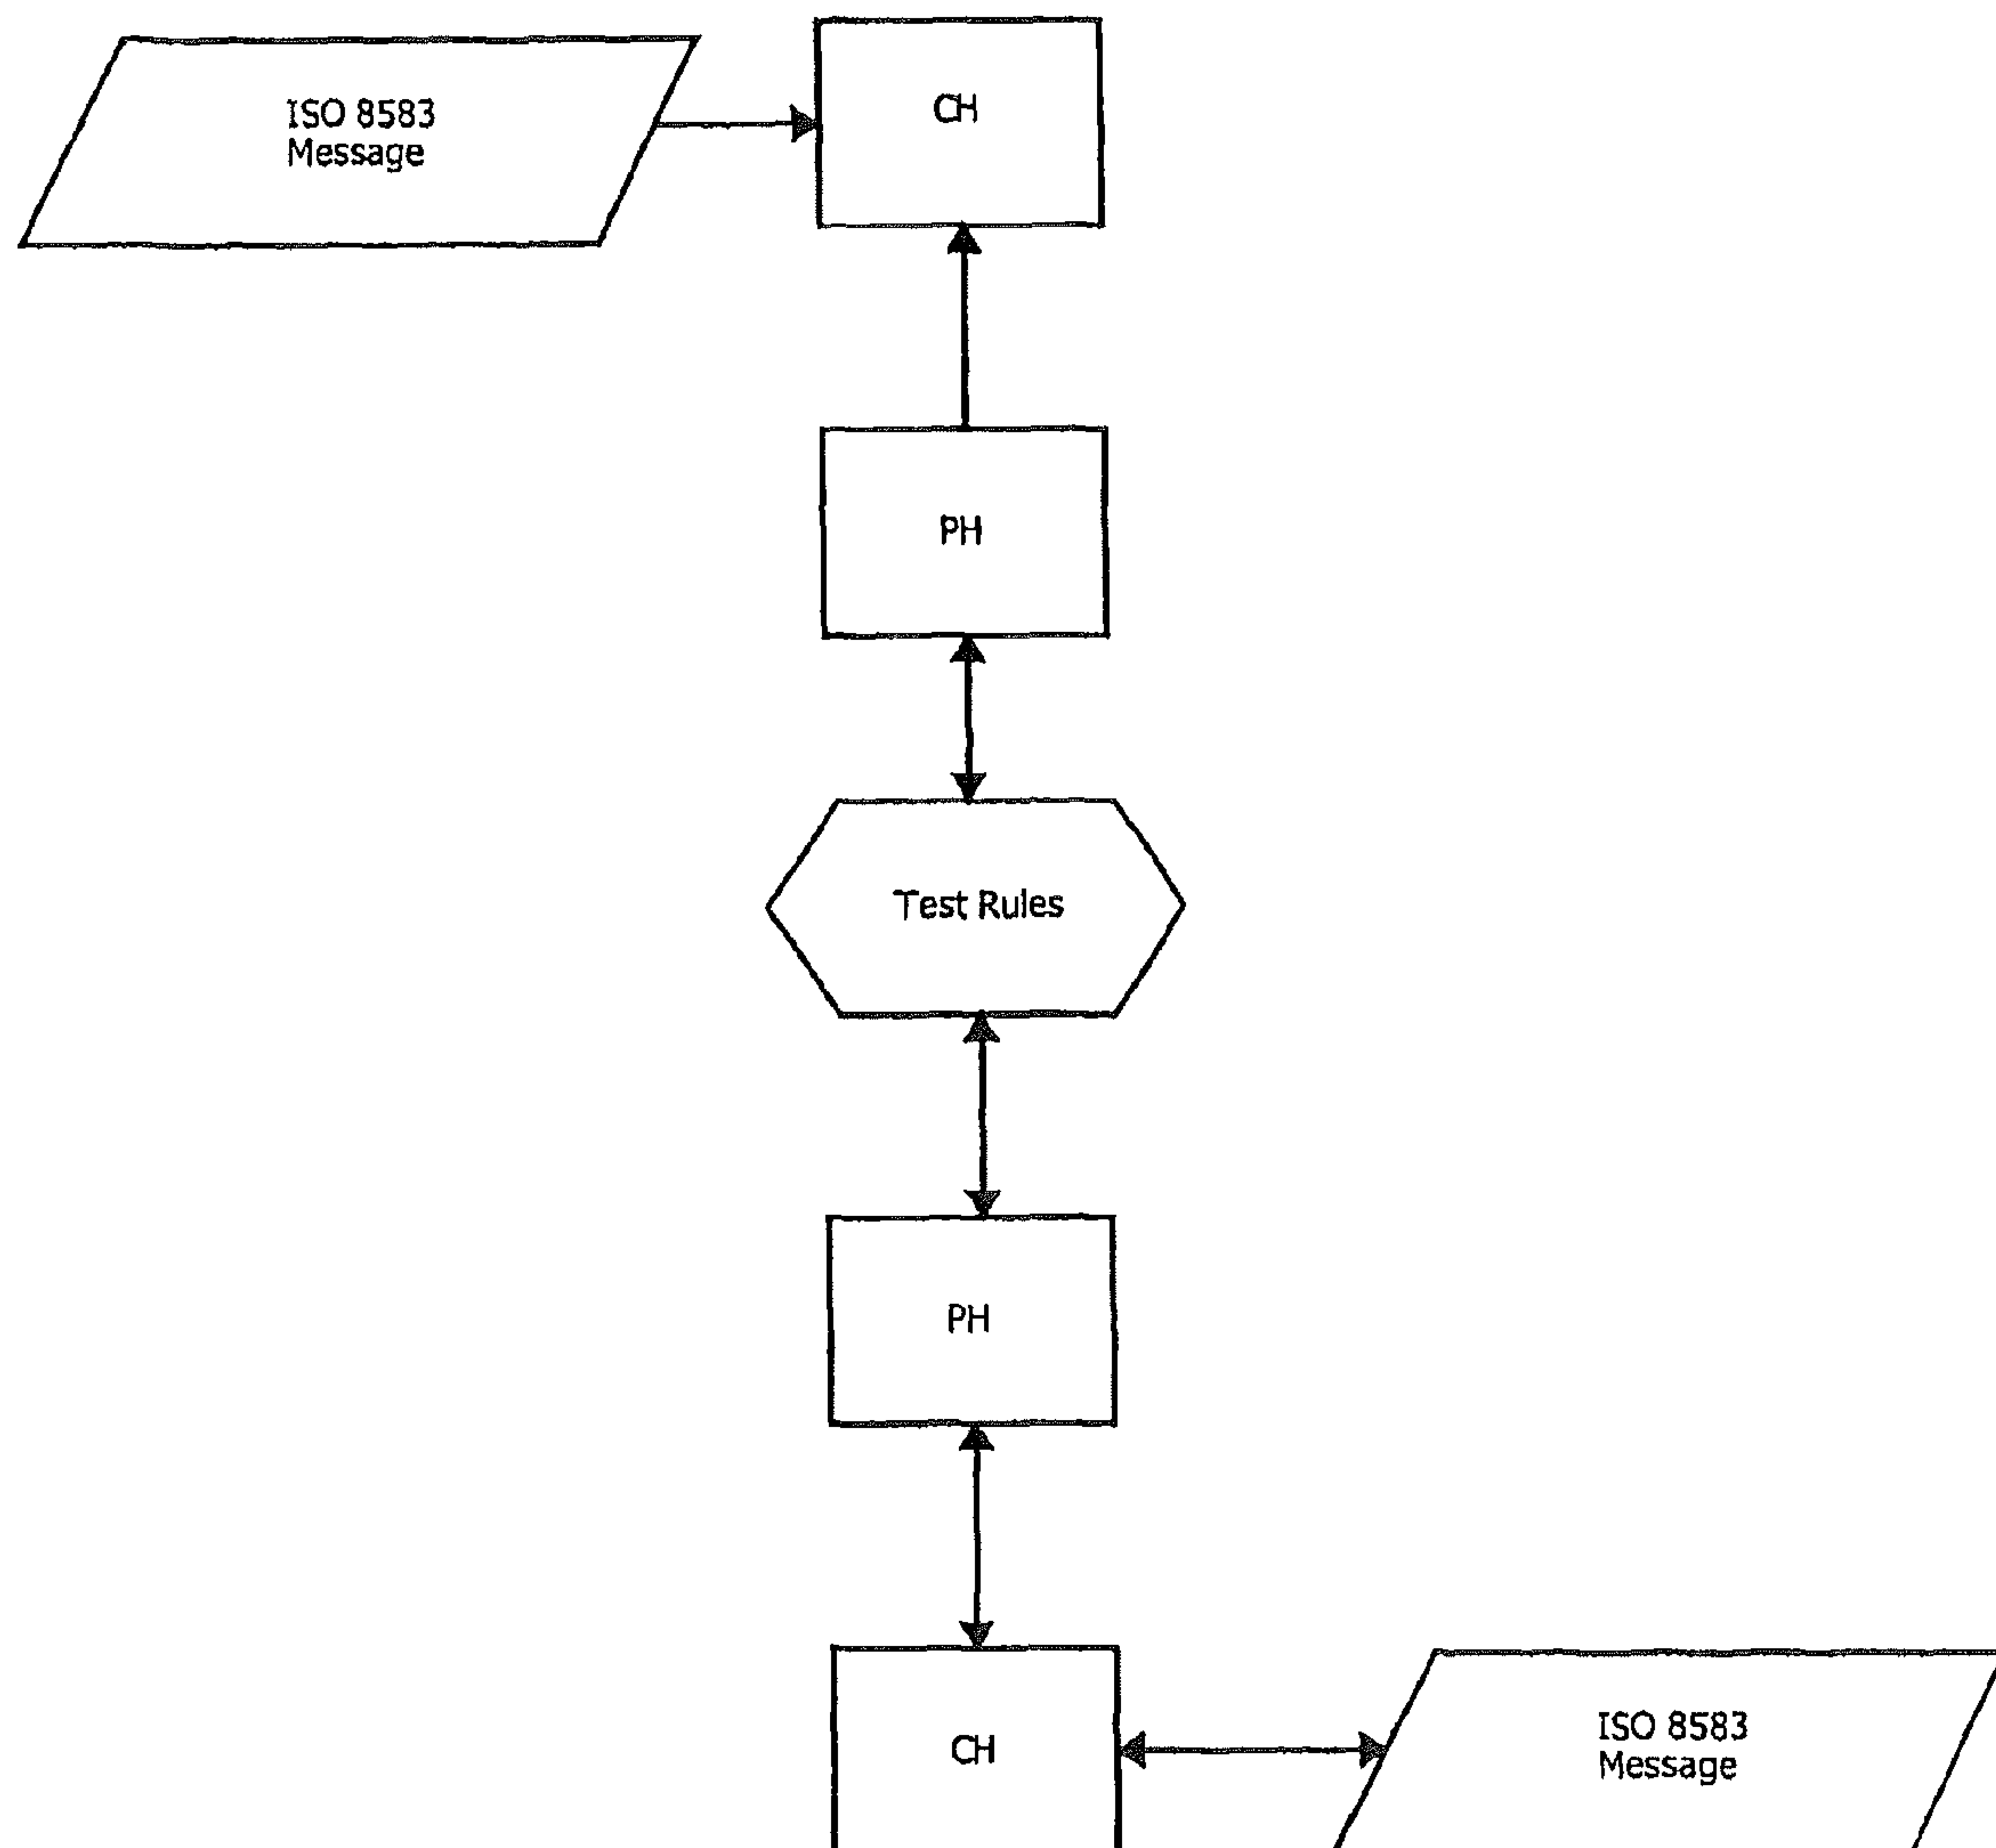 ISO 8583
Message
CH
PH
Test Rules
PH
CH
ISO 8583
Message